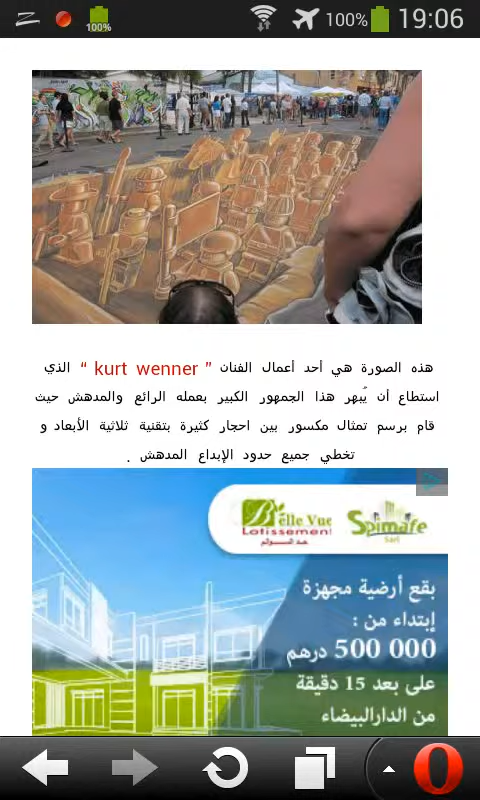 100%
100%
19:06
هذه الصورة هي أحد أعمال الفنان " kurt wenner " الذي
استطاع أن يُبهر هذا الجمهور الكبير بعمله الرائع والمدهش حيث
قام برسم تمثال مكسور بين احجار كثيرة بتقنية ثلاثية الأبعاد و
تخطي جميع حدود الإبداع المدهش .
Belle Vue
Lotissement
Spimafe
Sarl
بقع أرضية مجهزة
إبتداء من :
000 500 درهم
على بعد 15 دقيقة
من الدارالبيضاء